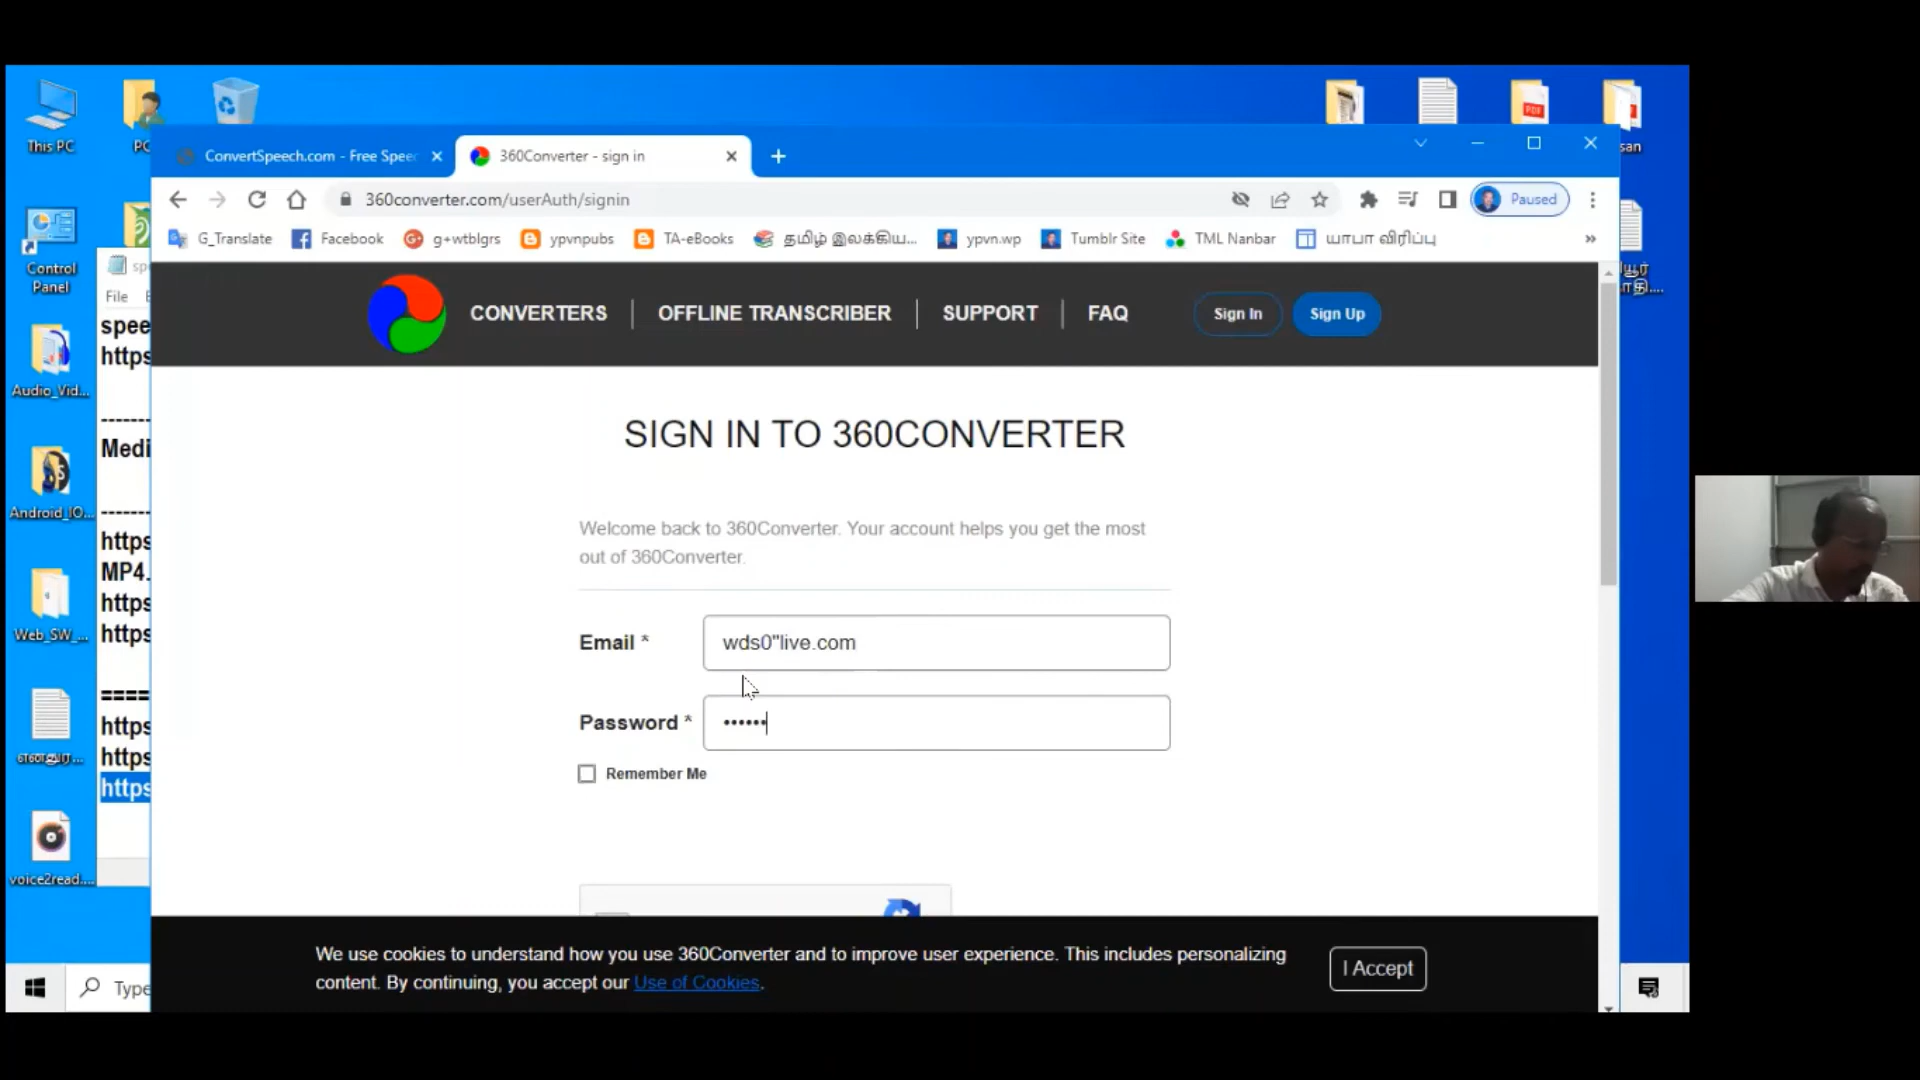 This PC
PC
san
ConvertSpeech.com - Free Spee
360Converter - sign in
360converter.com/userAuth/signin
Paused
G_Translate
Facebook
g+wtblgrs
ypvnpubs
TA-eBooks
தமிழ் இலக்கிய...
ypvn.wp
Tumblr Site
TML Nanbar
யாபா விரிப்பு
»
Control
Panel
File
CONVERTERS
OFFLINE TRANSCRIBER
SUPPORT
FAQ
Sign In
Sign Up
spee
https
-------
Medi
-------
https
MP4.
https
https
====
https
https
https
Audio_Vid...
Android_IO...
Web_SW_...
voice2read....
SIGN IN TO 360CONVERTER
Welcome back to 360Converter. Your account helps you get the most
out of 360Converter.
Email *
wds0"live.com
Password *
••••••
Remember Me
We use cookies to understand how you use 360Converter and to improve user experience. This includes personalizing
content. By continuing, you accept our Use of Cookies.
I Accept
Type